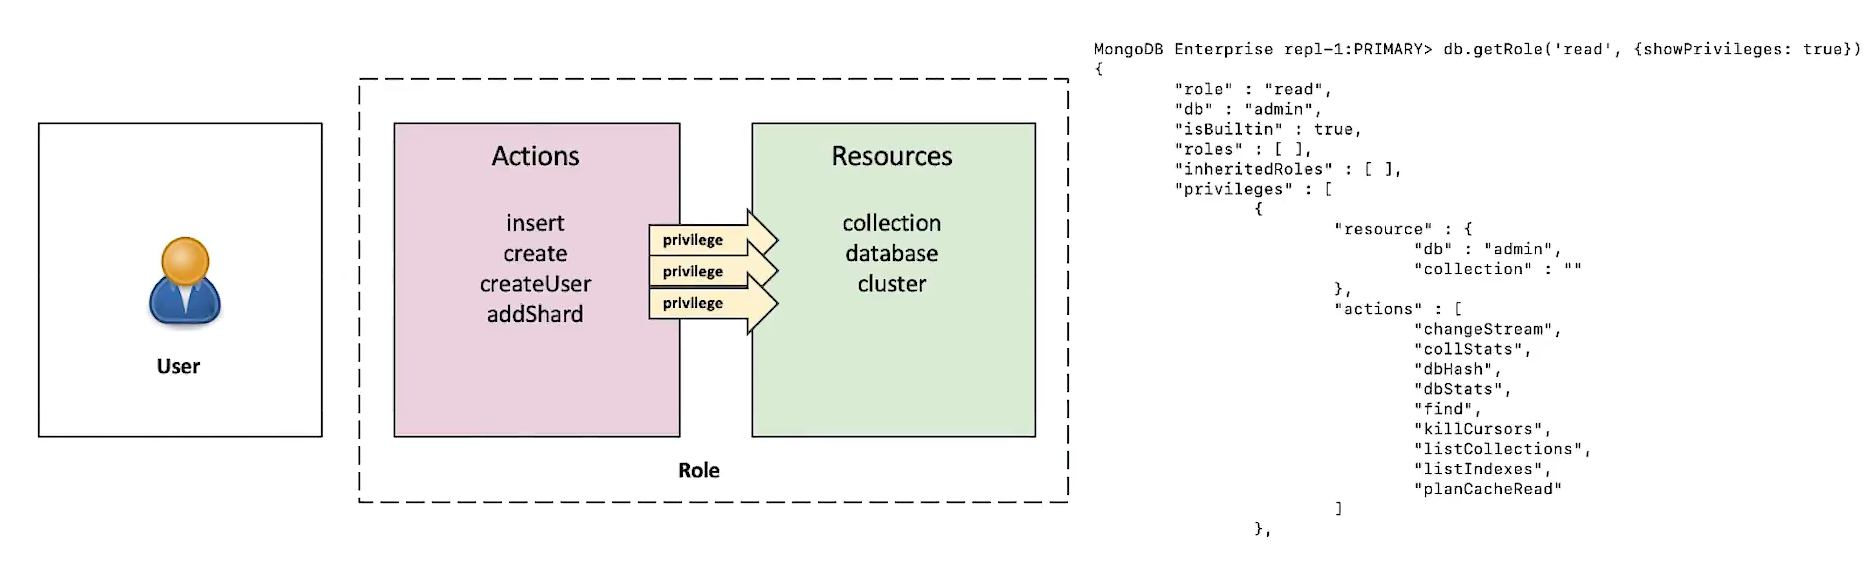 User
Actions
insert
create
createUser
addShard
privilege
privilege
privilege
Resources
collection
database
cluster
Role
MongoDB Enterprise repl-1:PRIMARY> db.getRole('read', {showPrivileges: true})
{
"role" : "read",
"db" : "admin",
"isBuiltin" : true,
"roles" : [ ],
"inheritedRoles" : [ ],
"privileges" : [
{
"resource" : {
"db" : "admin",
"collection" : ""
},
"actions" : [
"changeStream",
"collStats",
"dbHash",
"dbStats",
"find",
"killCursors",
"listCollections",
"listIndexes",
"planCacheRead"
]
},